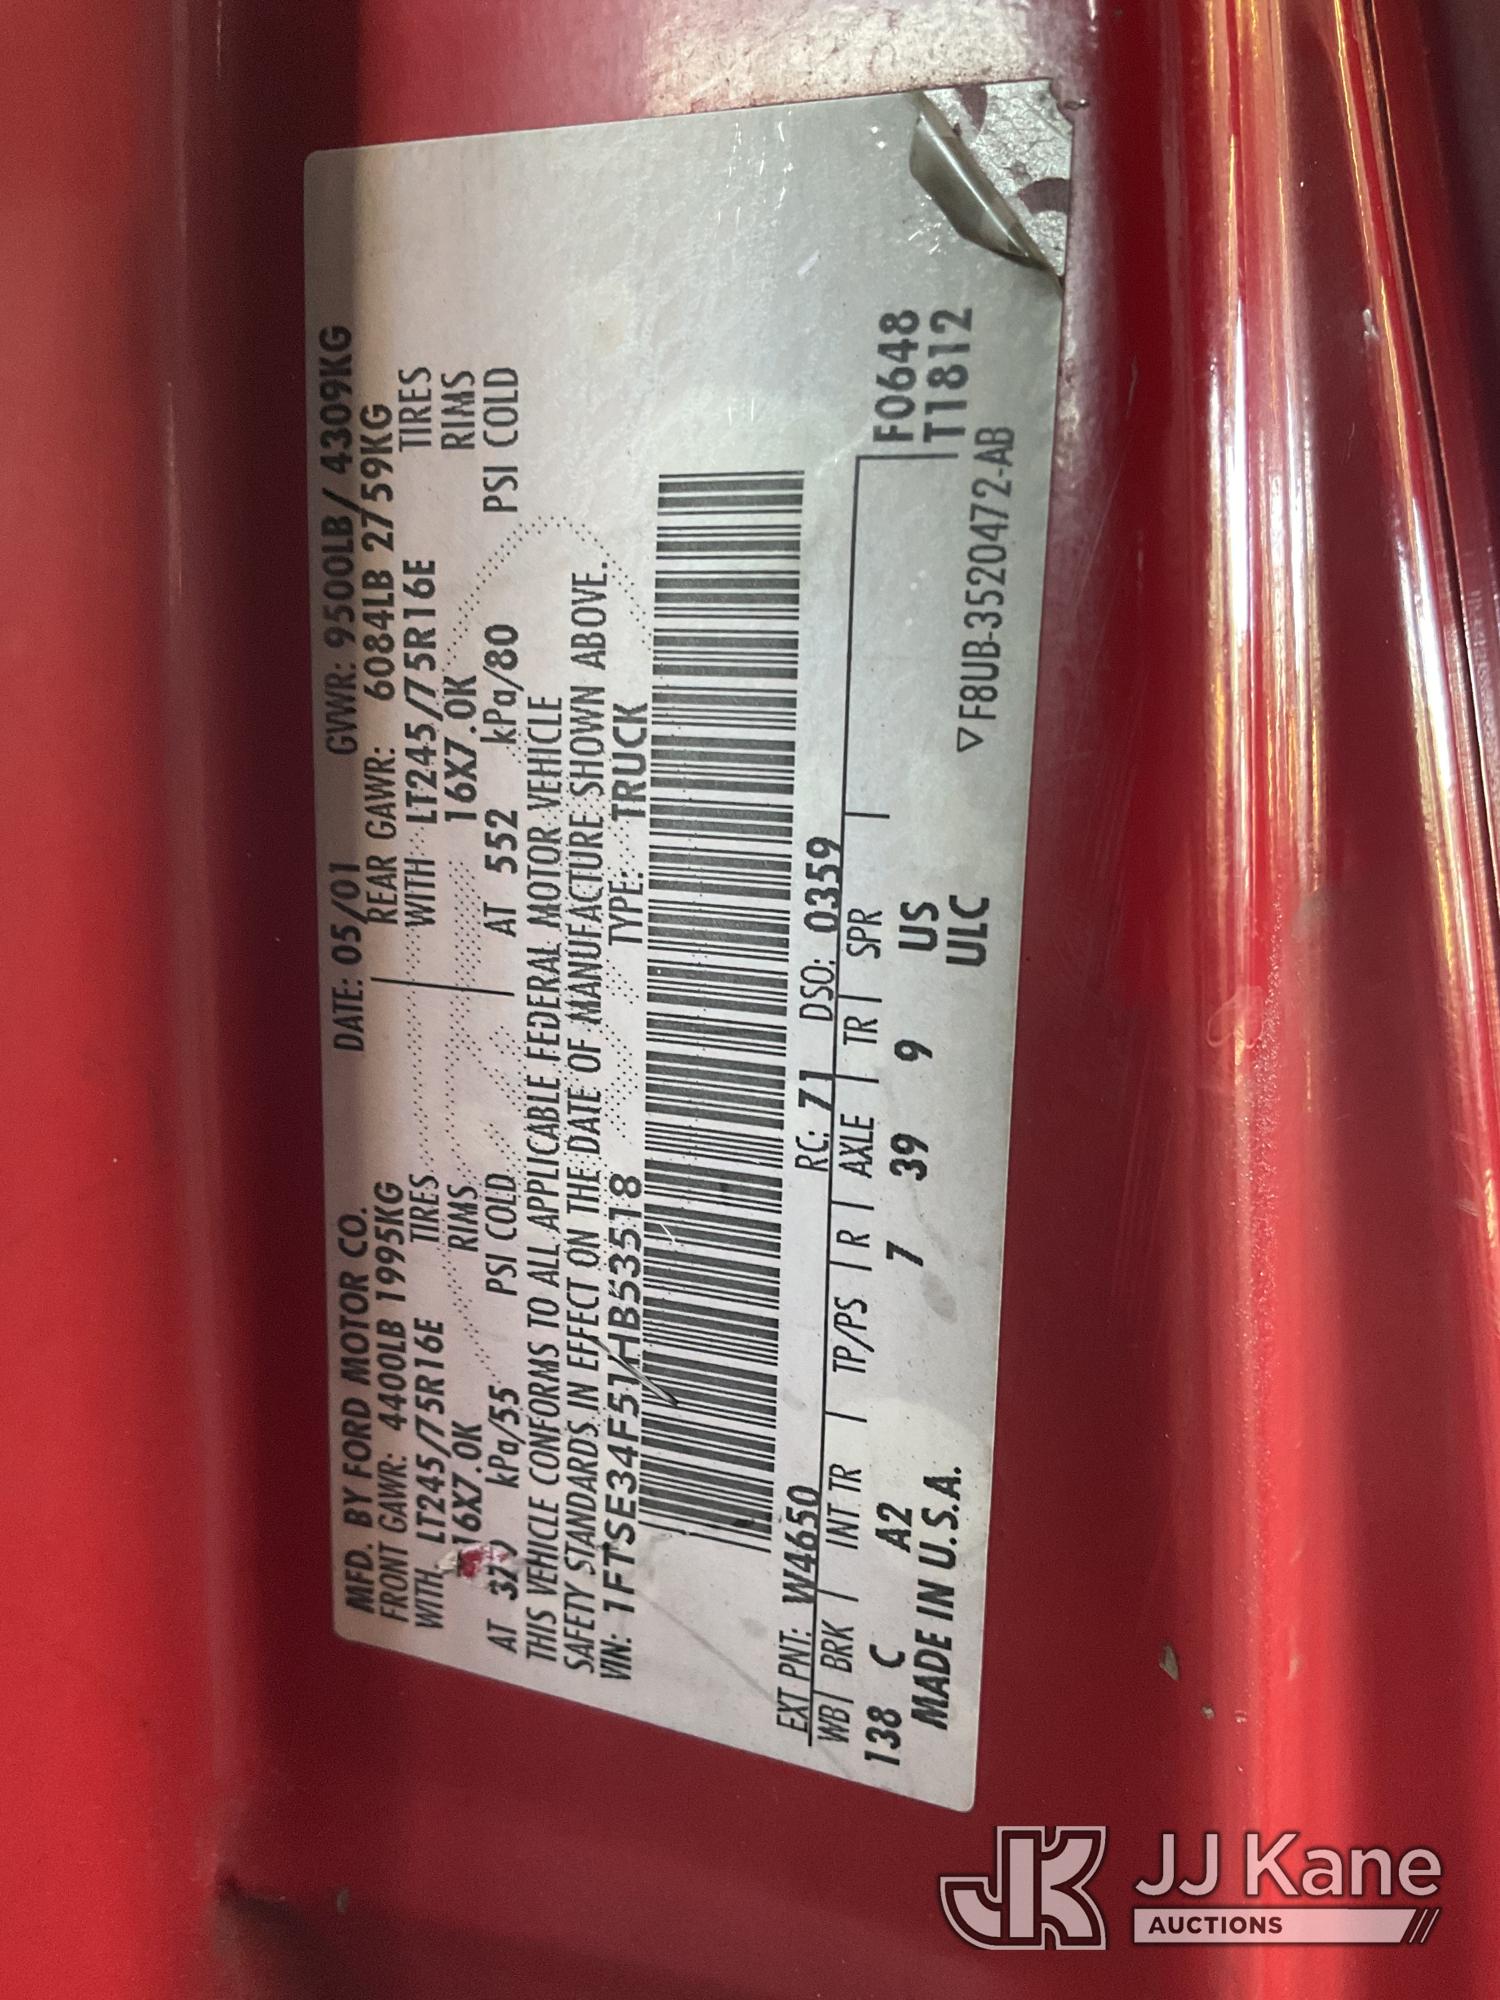 MFD. BY FORD MOTOR CO. DATE: 05/01 GVWR: 9500LB/ 4309KG
FRONT GAWR: 4400LB 1995KG REAR GAWR: 6084LB 2759KG
WITH LT245/75R16E TIRES WITH LT245/75R16E TIRES
16X7.0K RIMS 16X7.0K RIMS
AT kPa/55 PSI COLD AT 552 kPa/80 PSI COLD
THIS VEHICLE CONFORMS TO ALL APPLICABLE FEDERAL MOTOR VEHICLE
SAFETY STANDARDS IN EFFECT ON THE DATE OF MANUFACTURE SHOWN ABOVE.
VIN: 1FTSE34F51HB53518 TYPE: TRUCK
EXT PNT: W4650 RC: 71 DSO: 0359
WB BRK INT TR TP/PS R AXLE TR SPR F0648
138 C A2 7 39 9 US T1812
MADE IN U.S.A. ULC ▽F8UB-3520472-AB
JK JJ Kane
AUCTIONS